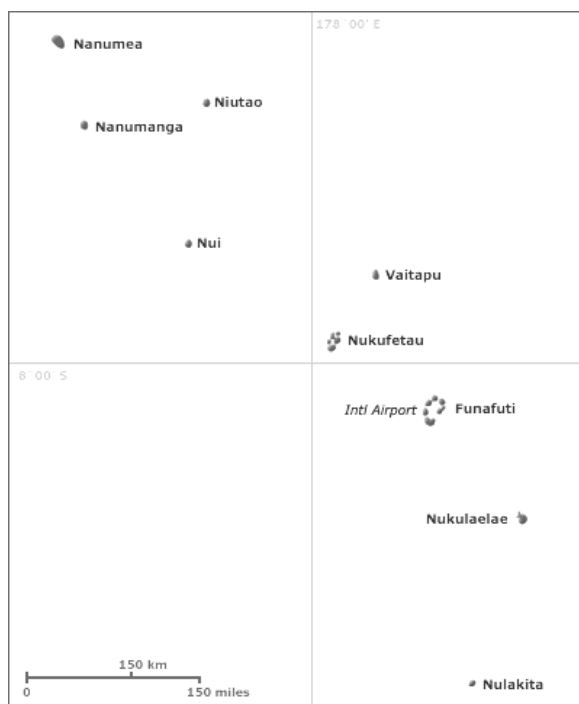 178°00' E
Nanumea
Niutao
Nanumanga
Nui
Vaitapu
Nukufetau
8°00' S
Intl Airport
Funafuti
Nukulaelae
150 km
0
150 miles
Nulakita